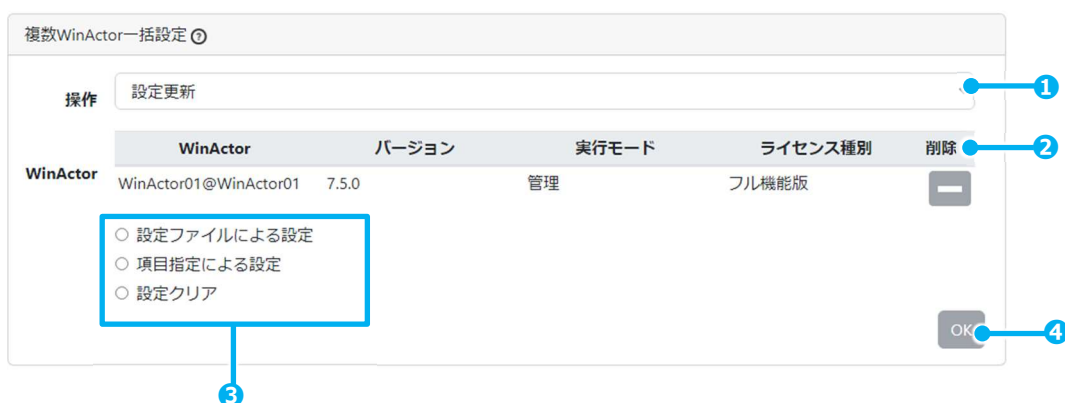 複数WinActor一括設定 ?
操作 設定更新 1
WinActor バージョン 実行モード ライセンス種別 削除 2
WinActor WinActor01@WinActor01 7.5.0 管理 フル機能版
設定ファイルによる設定
項目指定による設定
設定クリア
OK 4
3